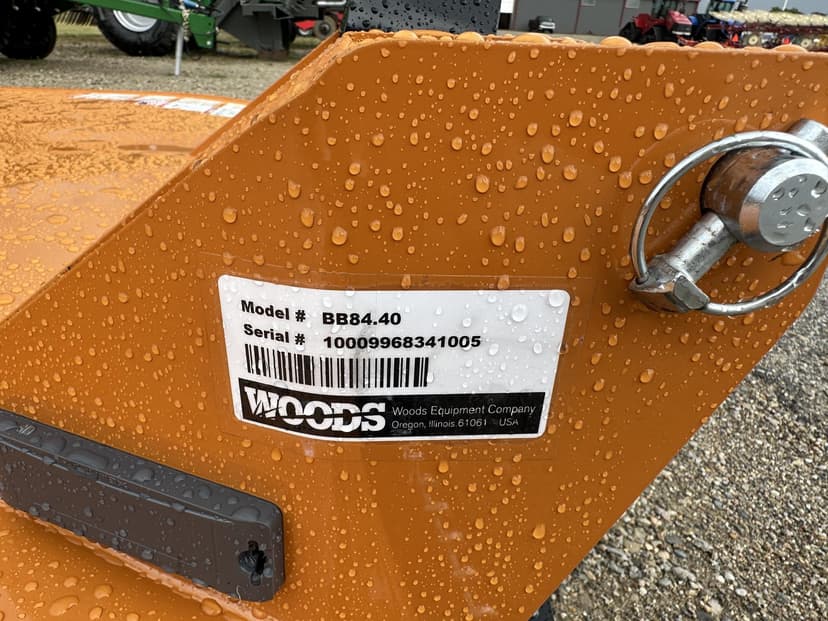 Model # BB84.40
Serial # 10009968341005
WOODS
Woods Equipment Company
Oregon, Illinois 61061 USA